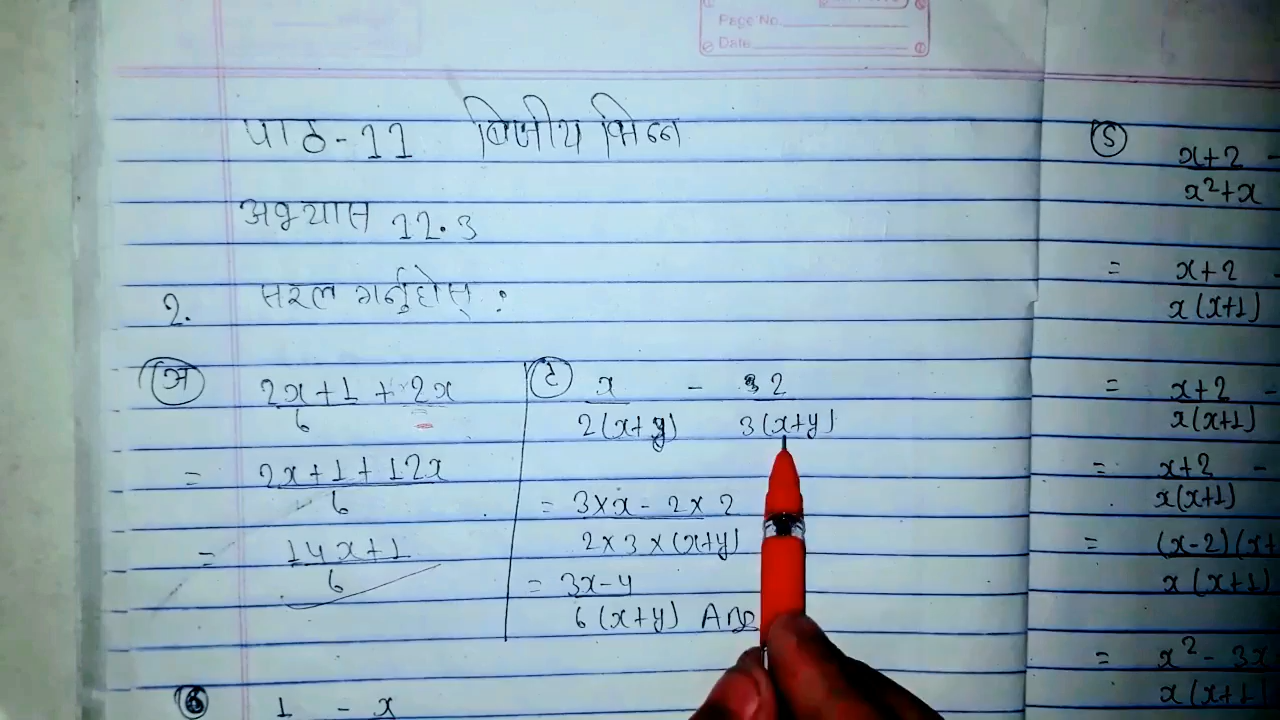 Page No.
Date
पाठ-11 बिजीय भिन्न
अभ्यास 11.3
2. सरल गर्नुहोस् :
अ 2x+1 + 2x
6
= 2x+1+12x
6
= 14x+1
6
ट x - 2
2(x+y) 3(x+y)
= 3×x - 2×2
2×3×(x+y)
= 3x-4
6(x+y) Ans
1 - x
5 x+2 -
x²+x
= x+2 -
x(x+1)
= x+2 -
x(x+1)
= x+2 -
x(x+1)
= (x-2)(x+
x(x+1)
= x² - 3x
x(x+1)